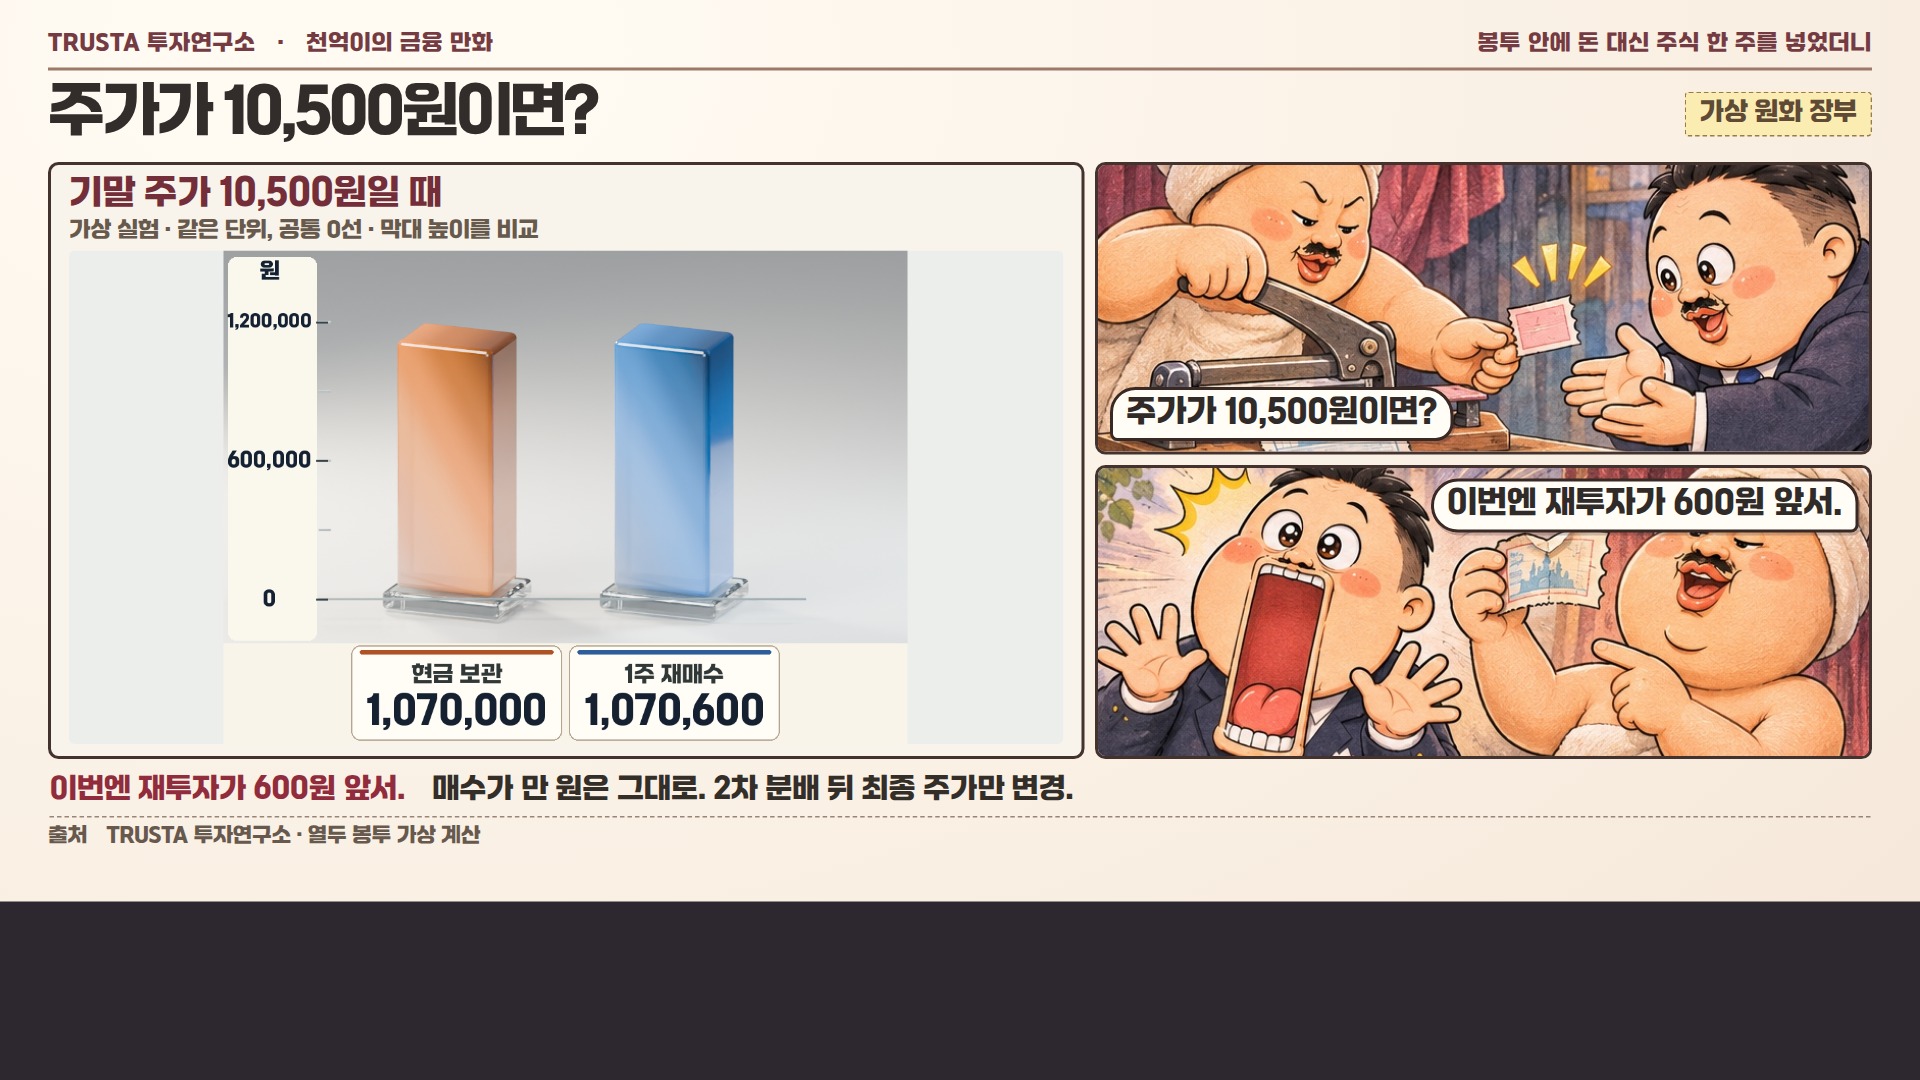 TRUSTA 투자연구소 · 천억이의 금융 만화
봉투 안에 돈 대신 주식 한 주를 넣었더니
주가가 10,500원이면?
가상 원화 장부
기말 주가 10,500원일 때
가상 실험 · 같은 단위, 공통 0선 · 막대 높이를 비교
원
1,200,000
600,000
0
현금 보관
1,070,000
1주 재매수
1,070,600
주가가 10,500원이면?
이번엔 재투자가 600원 앞서.
이번엔 재투자가 600원 앞서. 매수가 만 원은 그대로. 2차 분배 뒤 최종 주가만 변경.
출처 TRUSTA 투자연구소 · 열두 봉투 가상 계산